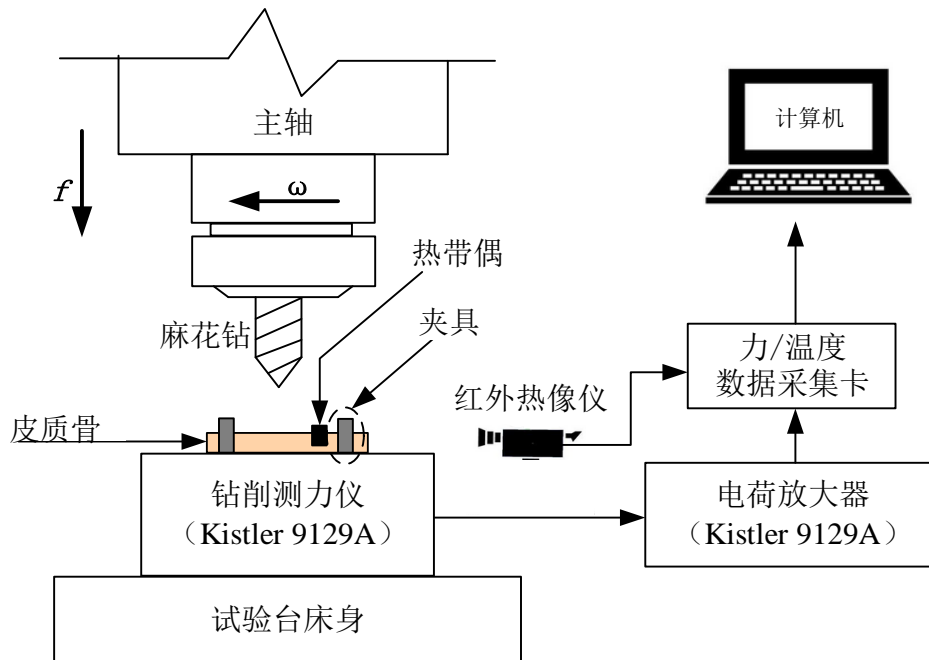 主轴
计算机
f
ω
热带偶
麻花钻
夹具
力/温度
数据采集卡
红外热像仪
皮质骨
钻削测力仪
（Kistler 9129A）
电荷放大器
（Kistler 9129A）
试验台床身